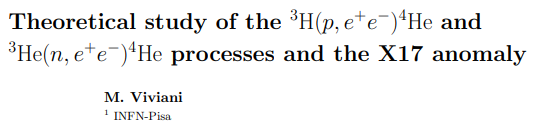 Theoretical study of the ³H(p, e⁺e⁻)⁴He and
³He(n, e⁺e⁻)⁴He processes and the X17 anomaly
M. Viviani
¹ INFN-Pisa